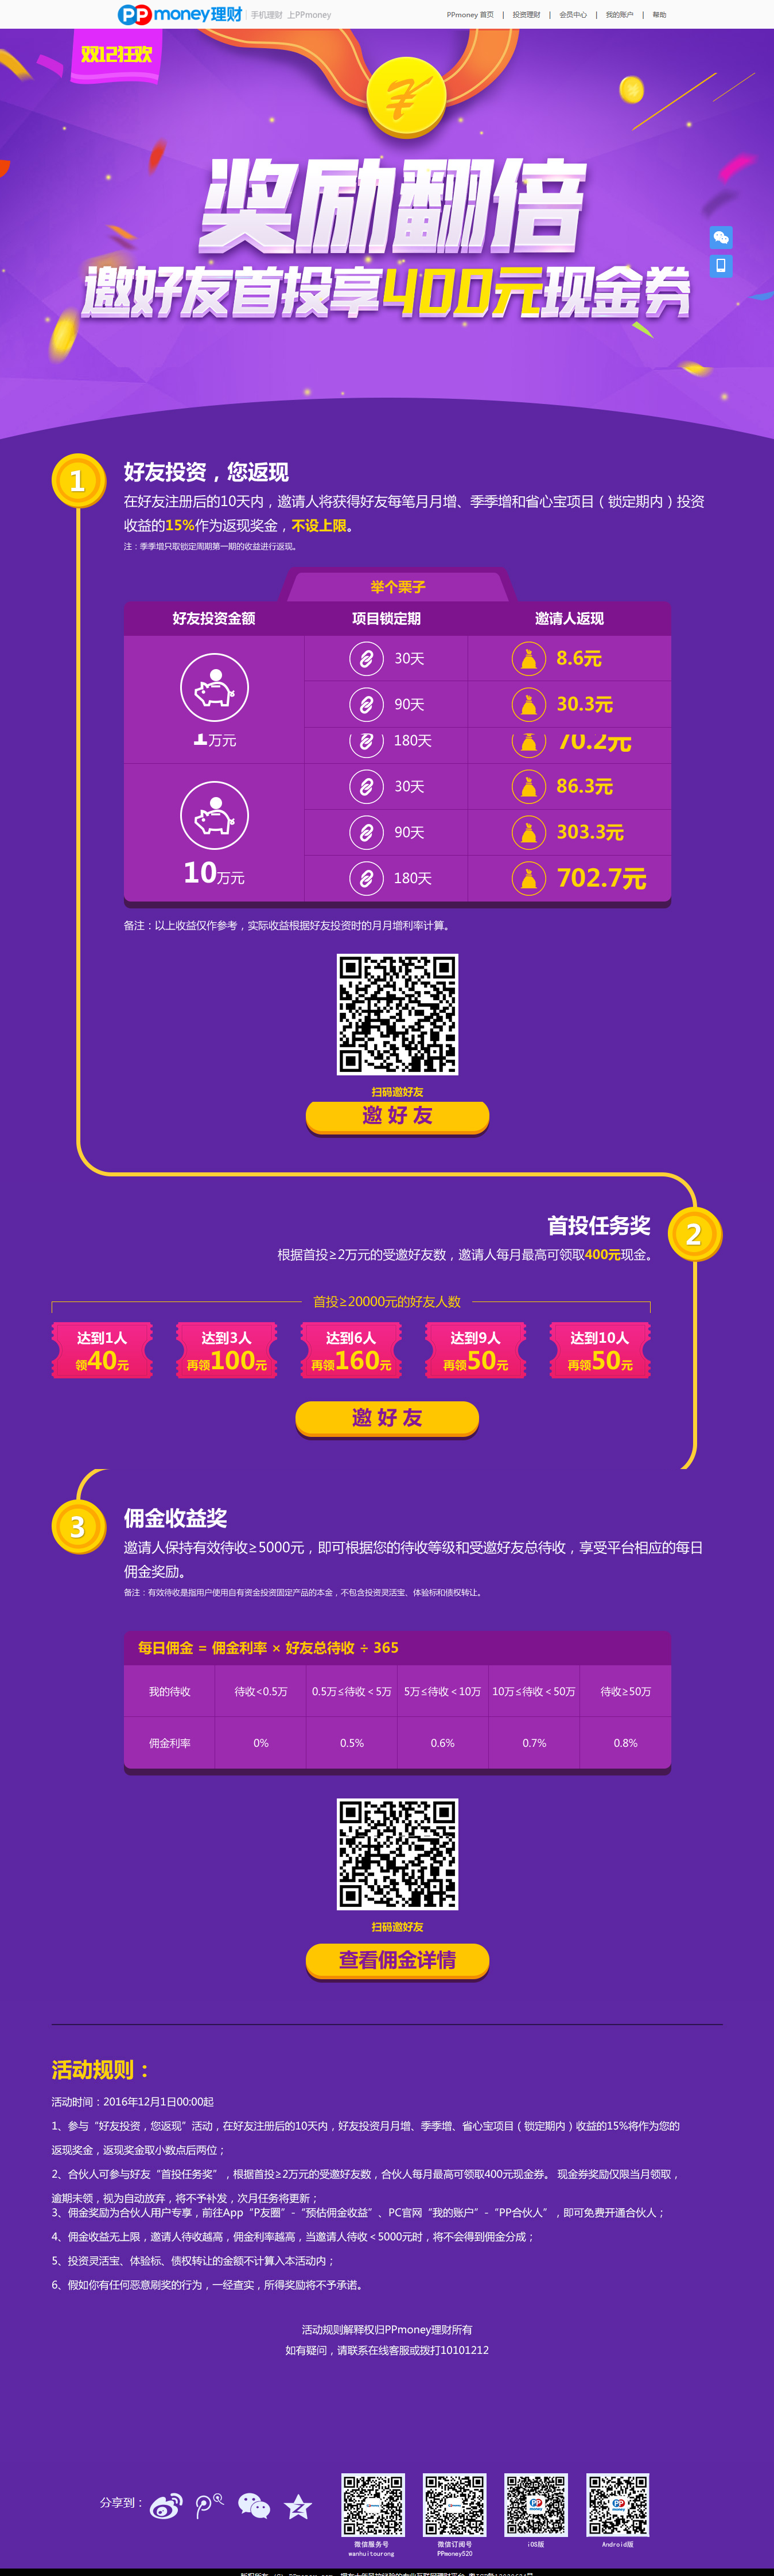 PPmoney理财 手机理财 上PPmoney
PPmoney 首页 | 投资理财 | 会员中心 | 我的账户 | 帮助
双12狂欢
奖励翻倍
邀好友首投享400元现金券
1
好友投资，您返现
在好友注册后的10天内，邀请人将获得好友每笔月月增、季季增和省心宝项目（锁定期内）投资
收益的15%作为返现奖金，不设上限。
注：季季增只取锁定周期第一期的收益进行返现。
举个栗子
好友投资金额 项目锁定期 邀请人返现
30天 8.6元
90天 30.3元
1万元 180天 70.2元
30天 86.3元
90天 303.3元
10万元 180天 702.7元
备注：以上收益仅作参考，实际收益根据好友投资时的月月增利率计算。
扫码邀好友
邀好友
首投任务奖
2
根据首投≥2万元的受邀好友数，邀请人每月最高可领取400元现金。
首投≥20000元的好友人数
达到1人 达到3人 达到6人 达到9人 达到10人
领40元 再领100元 再领160元 再领50元 再领50元
邀好友
3
佣金收益奖
邀请人保持有效待收≥5000元，即可根据您的待收等级和受邀好友总待收，享受平台相应的每日
佣金奖励。
备注：有效待收是指用户使用自有资金投资固定产品的本金，不包含投资灵活宝、体验标和债权转让。
每日佣金 = 佣金利率 × 好友总待收 ÷ 365
我的待收 待收<0.5万 0.5万≤待收＜5万 5万≤待收＜10万 10万≤待收＜50万 待收≥50万
佣金利率 0% 0.5% 0.6% 0.7% 0.8%
扫码邀好友
查看佣金详情
活动规则：
活动时间：2016年12月1日00:00起
1、参与“好友投资，您返现”活动，在好友注册后的10天内，好友投资月月增、季季增、省心宝项目（锁定期内）收益的15%将作为您的
返现奖金，返现奖金取小数点后两位；
2、合伙人可参与好友“首投任务奖”，根据首投≥2万元的受邀好友数，合伙人每月最高可领取400元现金券。 现金券奖励仅限当月领取，
逾期未领，视为自动放弃，将不予补发，次月任务将更新；
3、佣金奖励为合伙人用户专享，前往App“P友圈”-“预估佣金收益”、PC官网“我的账户”-“PP合伙人”，即可免费开通合伙人；
4、佣金收益无上限，邀请人待收越高，佣金利率越高，当邀请人待收＜5000元时，将不会得到佣金分成；
5、投资灵活宝、体验标、债权转让的金额不计算入本活动内；
6、假如你有任何恶意刷奖的行为，一经查实，所得奖励将不予承诺。
活动规则解释权归PPmoney理财所有
如有疑问，请联系在线客服或拨打10101212
分享到：
微信服务号 微信订阅号 iOS版 Android版
wanhuitourong PPmoney520